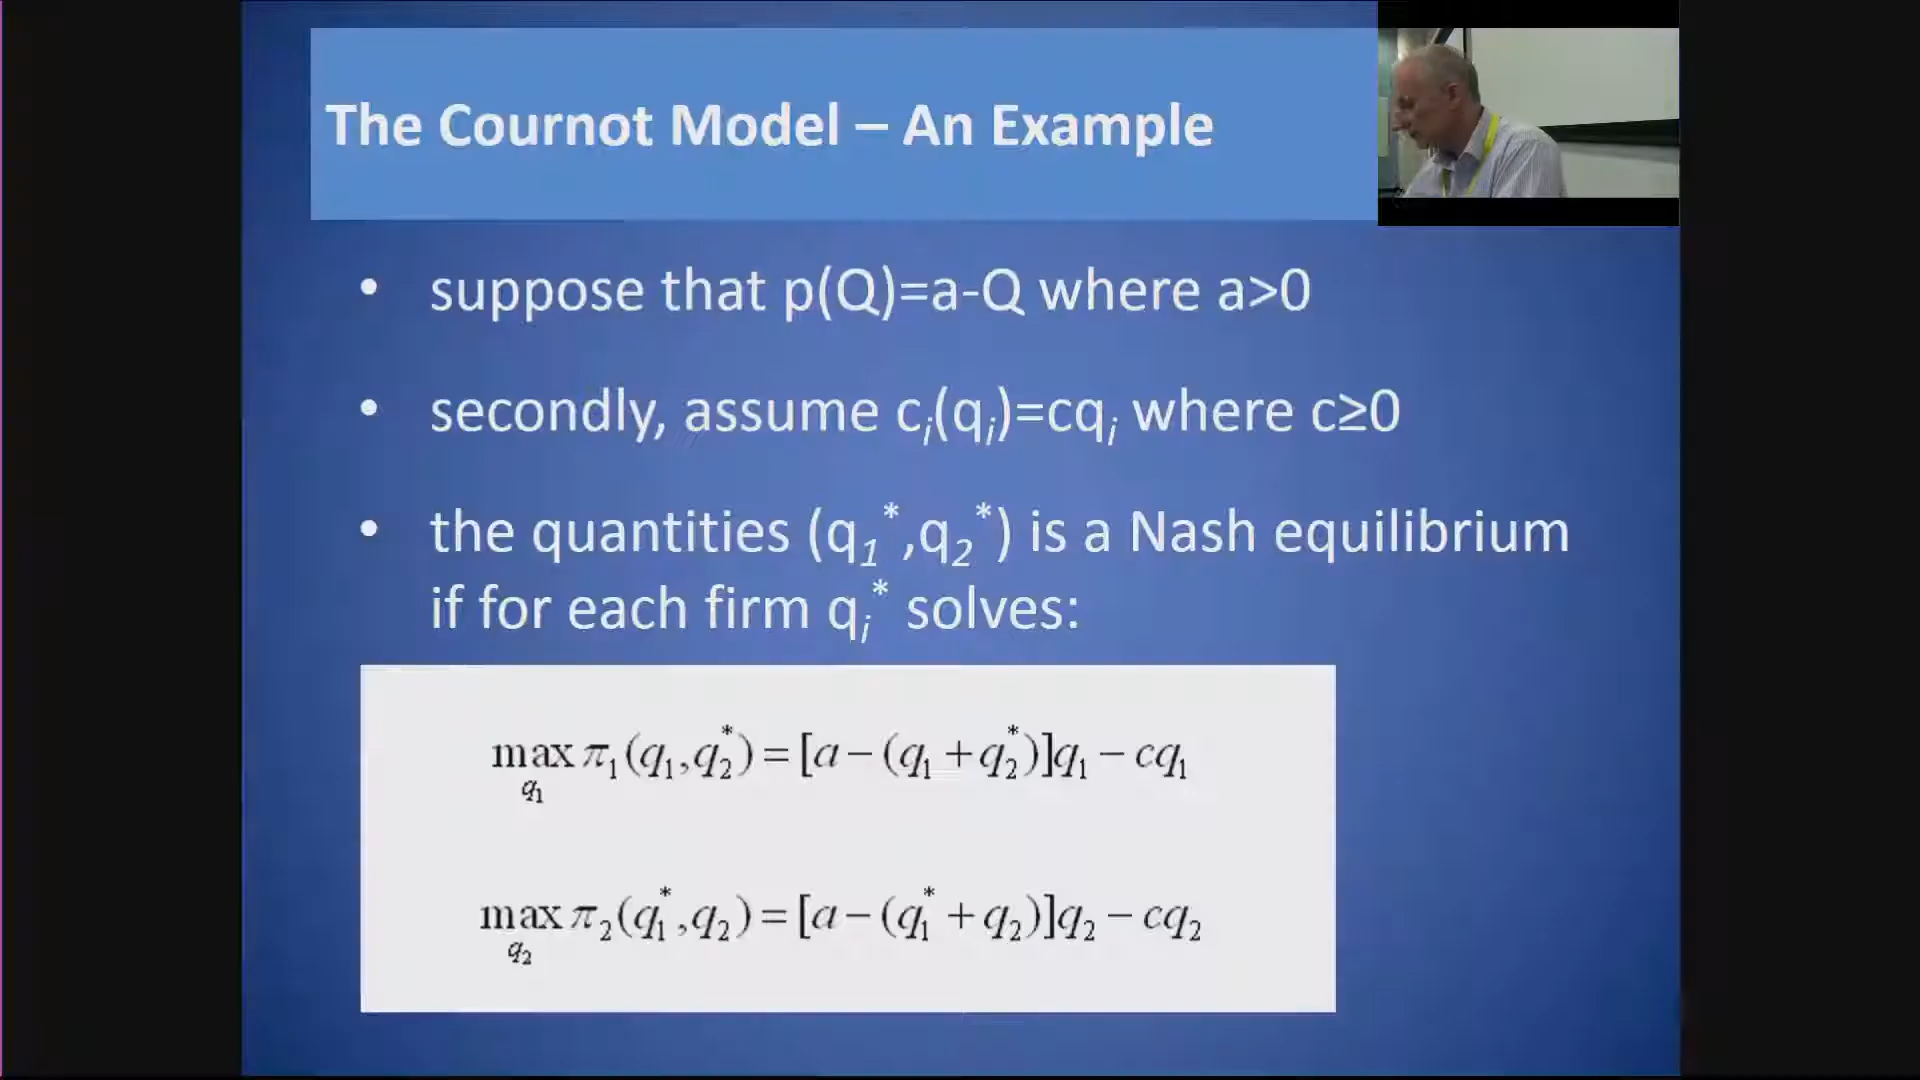 The Cournot Model – An Example
• suppose that p(Q)=a-Q where a>0
• secondly, assume cᵢ(qᵢ)=cqᵢ where c≥0
• the quantities (q₁*,q₂*) is a Nash equilibrium
if for each firm qᵢ* solves:
max π₁(q₁,q₂*) = [a − (q₁ + q₂*)]q₁ − cq₁
q₁
max π₂(q₁*,q₂) = [a − (q₁* + q₂)]q₂ − cq₂
q₂